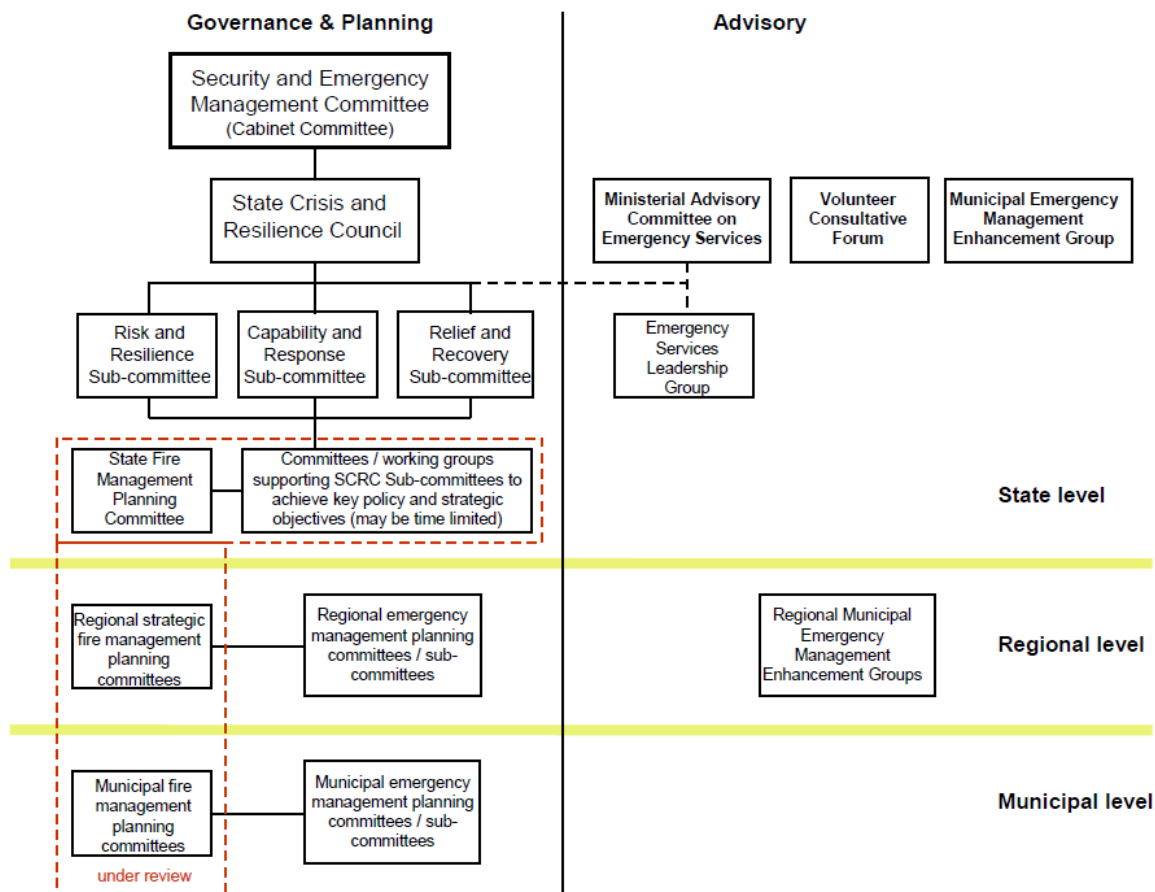 Governance & Planning
Advisory
Security and Emergency
Management Committee
(Cabinet Committee)
State Crisis and
Resilience Council
Ministerial Advisory
Committee on
Emergency Services
Volunteer
Consultative
Forum
Municipal Emergency
Management
Enhancement Group
Risk and
Resilience
Sub-committee
Capability and
Response
Sub-committee
Relief and
Recovery
Sub-committee
Emergency
Services
Leadership
Group
State Fire
Management
Planning
Committee
Committees / working groups
supporting SCRC Sub-committees to
achieve key policy and strategic
objectives (may be time limited)
State level
Regional strategic
fire management
planning
committees
Regional emergency
management planning
committees / sub-
committees
Regional Municipal
Emergency
Management
Enhancement Groups
Regional level
Municipal fire
management
planning
committees
Municipal emergency
management planning
committees / sub-
committees
Municipal level
under review